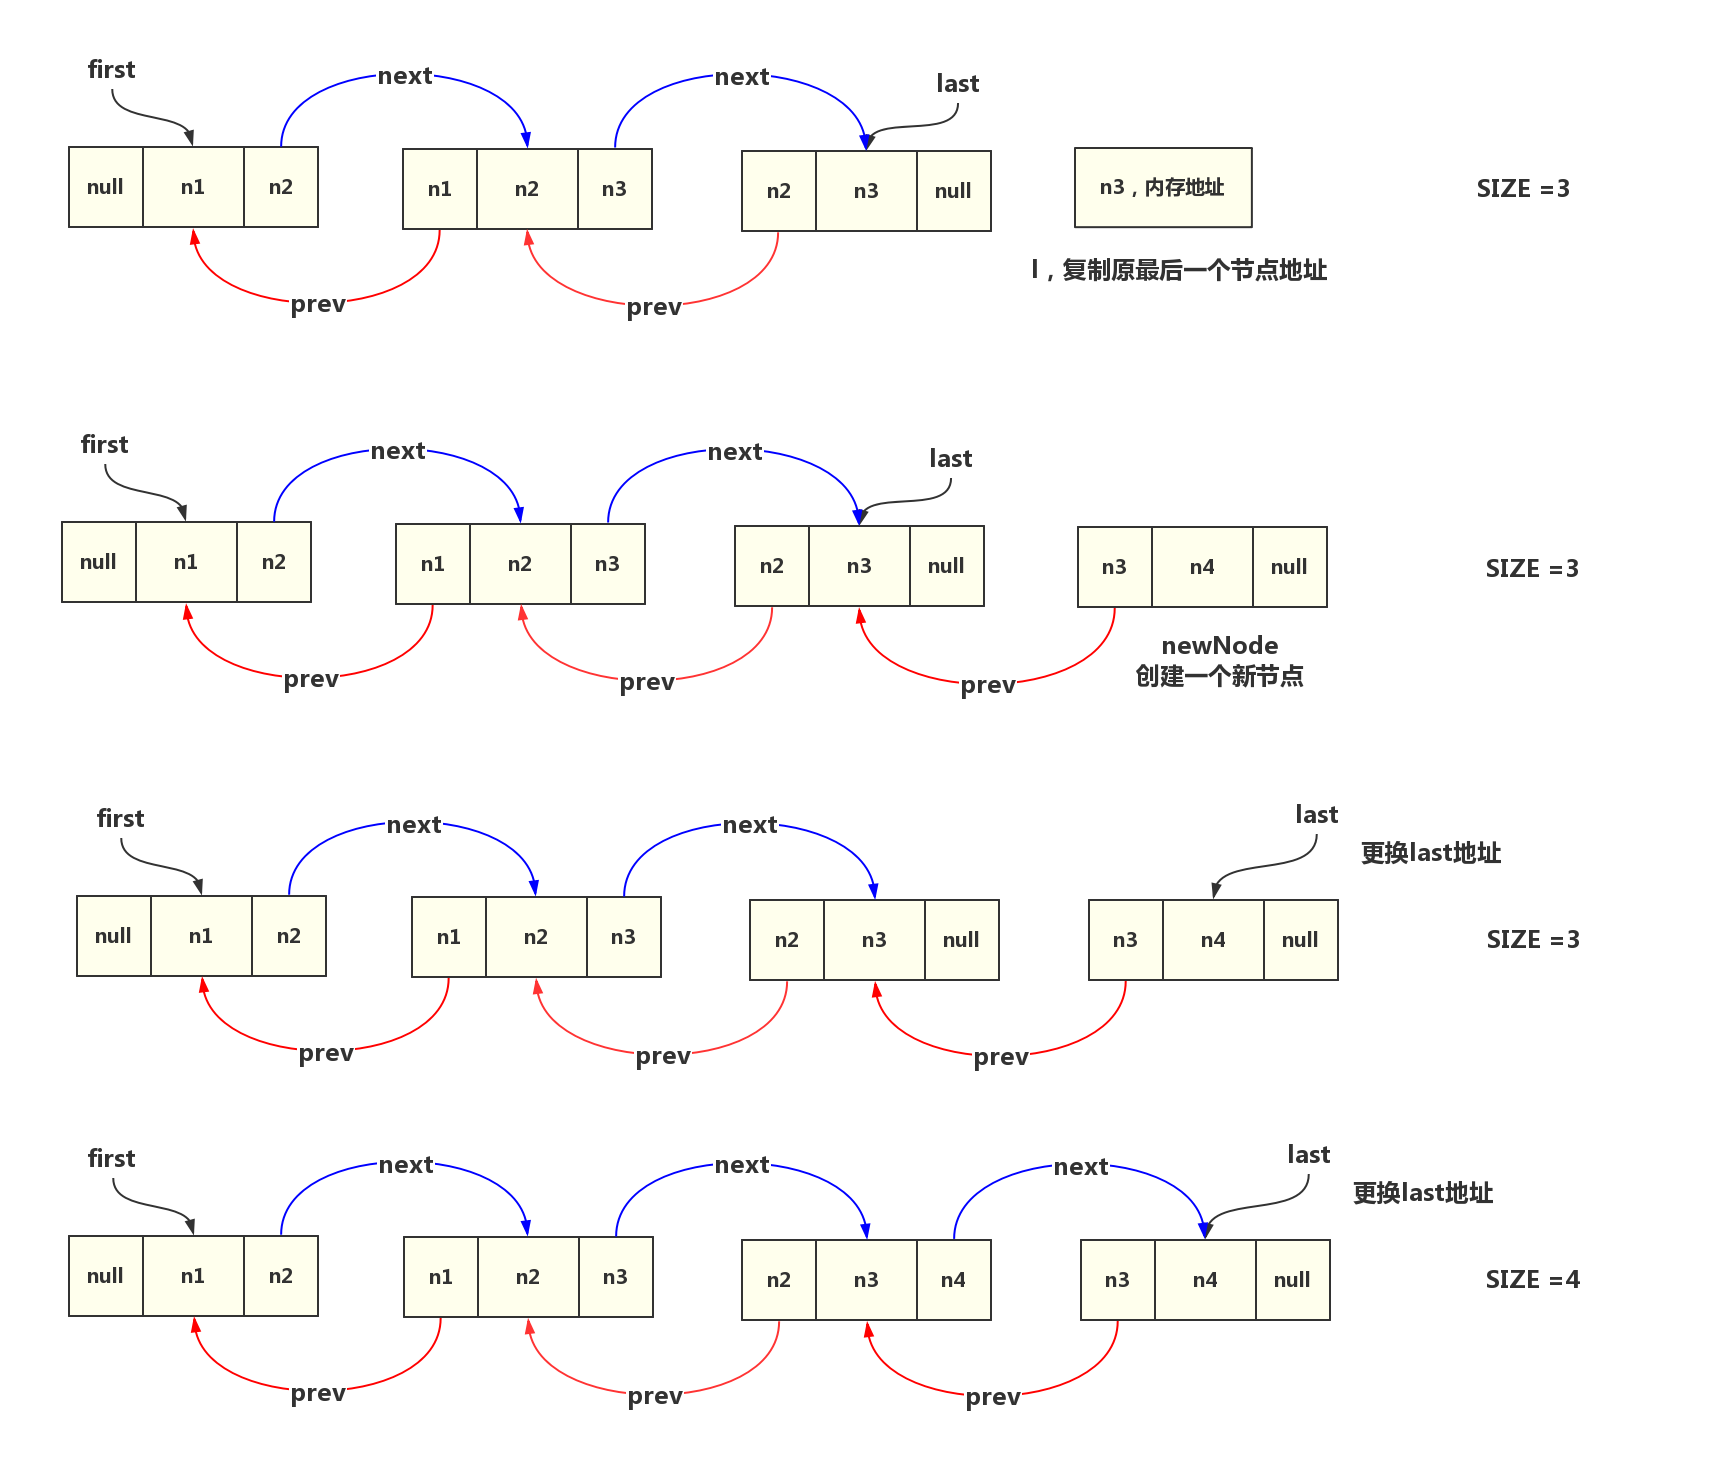 first
next
next
last
null n1 n2
n1 n2 n3
n2 n3 null
n3，内存地址
SIZE =3
l，复制原最后一个节点地址
prev
prev
first
next
next
last
null n1 n2
n1 n2 n3
n2 n3 null
n3 n4 null
SIZE =3
newNode
创建一个新节点
prev
prev
prev
first
next
next
last
更换last地址
null n1 n2
n1 n2 n3
n2 n3 null
n3 n4 null
SIZE =3
prev
prev
prev
first
next
next
next
last
更换last地址
null n1 n2
n1 n2 n3
n2 n3 n4
n3 n4 null
SIZE =4
prev
prev
prev